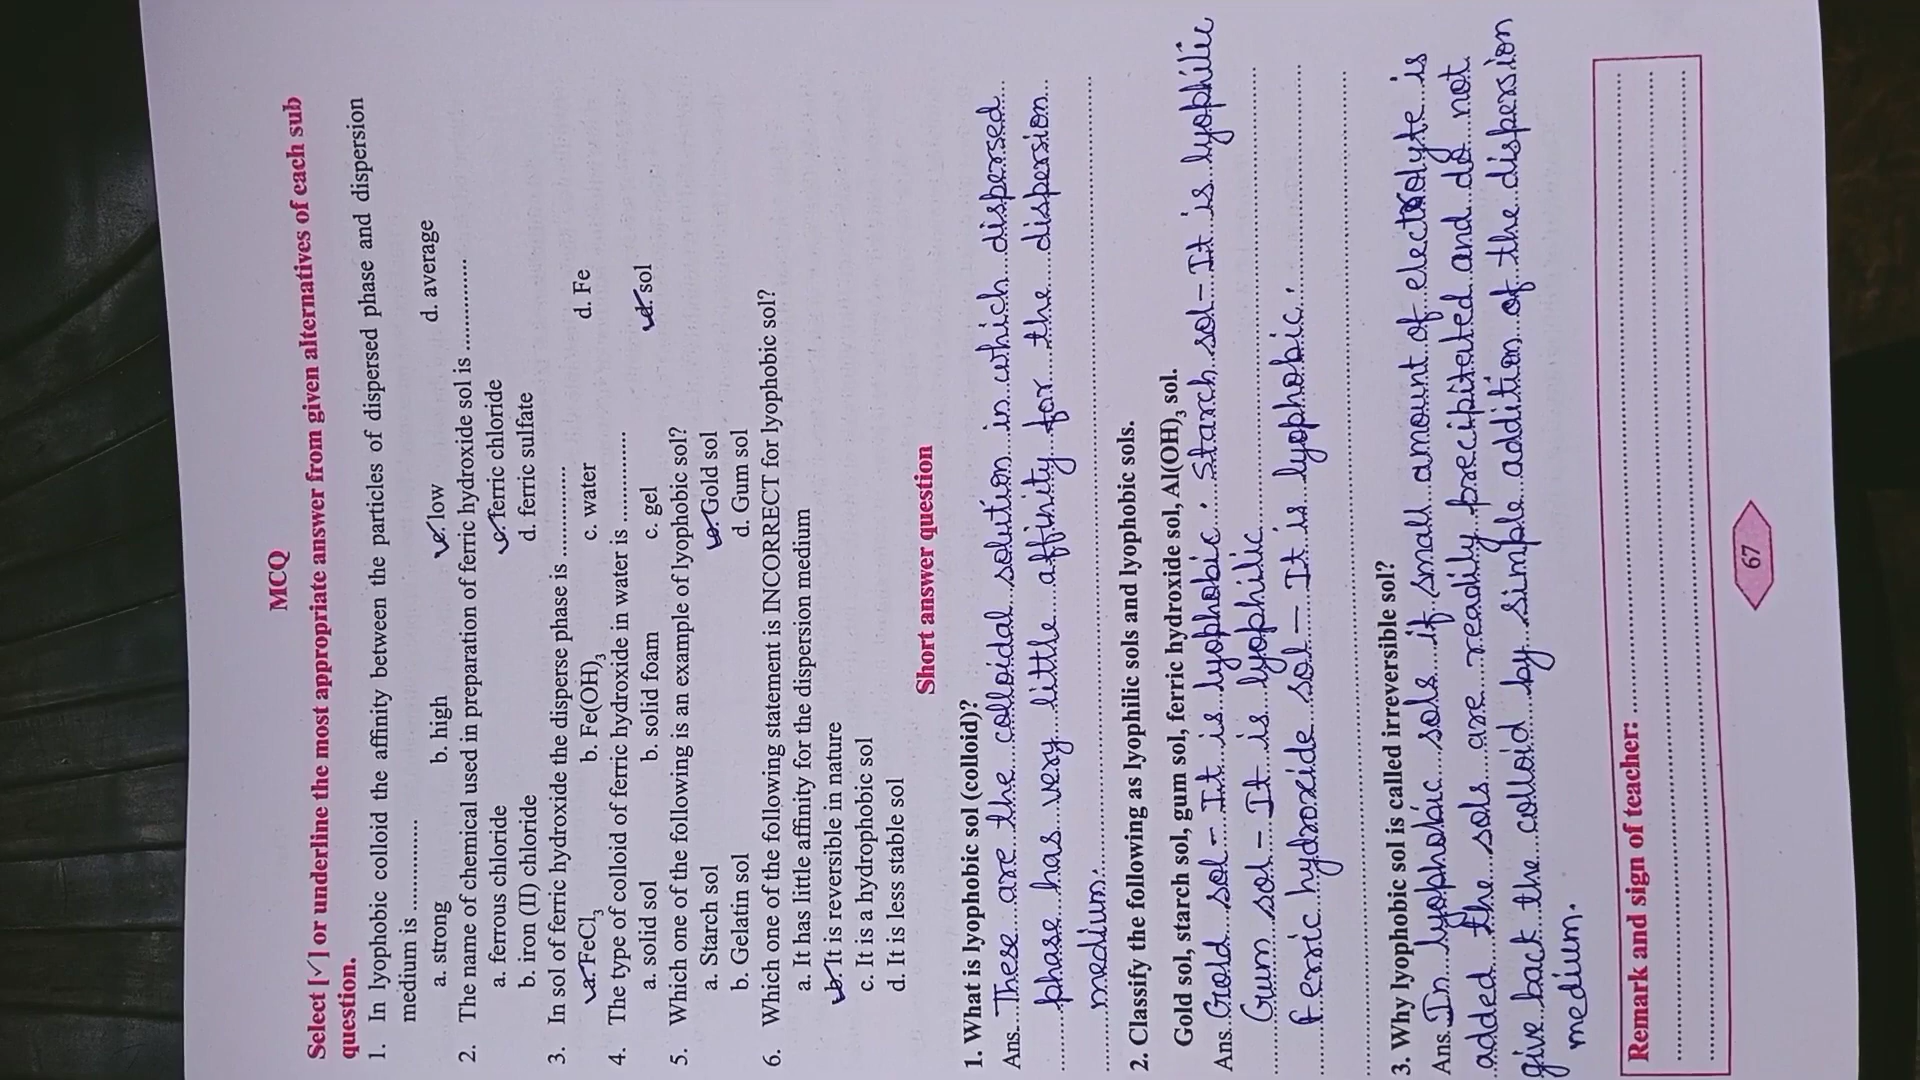 MCQ
Select [✓] or underline the most appropriate answer from given alternatives of each sub
question.
1. In lyophobic colloid the affinity between the particles of dispersed phase and dispersion
medium is ...............
a. strong b. high c. low d. average
2. The name of chemical used in preparation of ferric hydroxide sol is ...............
a. ferrous chloride c. ferric chloride
b. iron (II) chloride d. ferric sulfate
3. In sol of ferric hydroxide the disperse phase is ...............
a. FeCl3 b. Fe(OH)3 c. water d. Fe
4. The type of colloid of ferric hydroxide in water is ...............
a. solid sol b. solid foam c. gel d. sol
5. Which one of the following is an example of lyophobic sol?
a. Starch sol c. Gold sol
b. Gelatin sol d. Gum sol
6. Which one of the following statement is INCORRECT for lyophobic sol?
a. It has little affinity for the dispersion medium
b. It is reversible in nature
c. It is a hydrophobic sol
d. It is less stable sol
Short answer question
1. What is lyophobic sol (colloid)?
Ans. These are the colloidal solution in which dispersed
phase has very little affinity for the dispersion
medium.
2. Classify the following as lyophilic sols and lyophobic sols.
Gold sol, starch sol, gum sol, ferric hydroxide sol, Al(OH)3 sol.
Ans. Gold sol - It is lyophobic. Starch sol - It is lyophilic
Gum sol - It is lyophilic
ferric hydroxide sol - It is lyophobic.
3. Why lyophobic sol is called irreversible sol?
Ans. In lyophobic sols if small amount of electrolyte is
added the sols are readily precipitated and do not
give back the colloid by simple addition of the dispersion
medium.
Remark and sign of teacher:
67